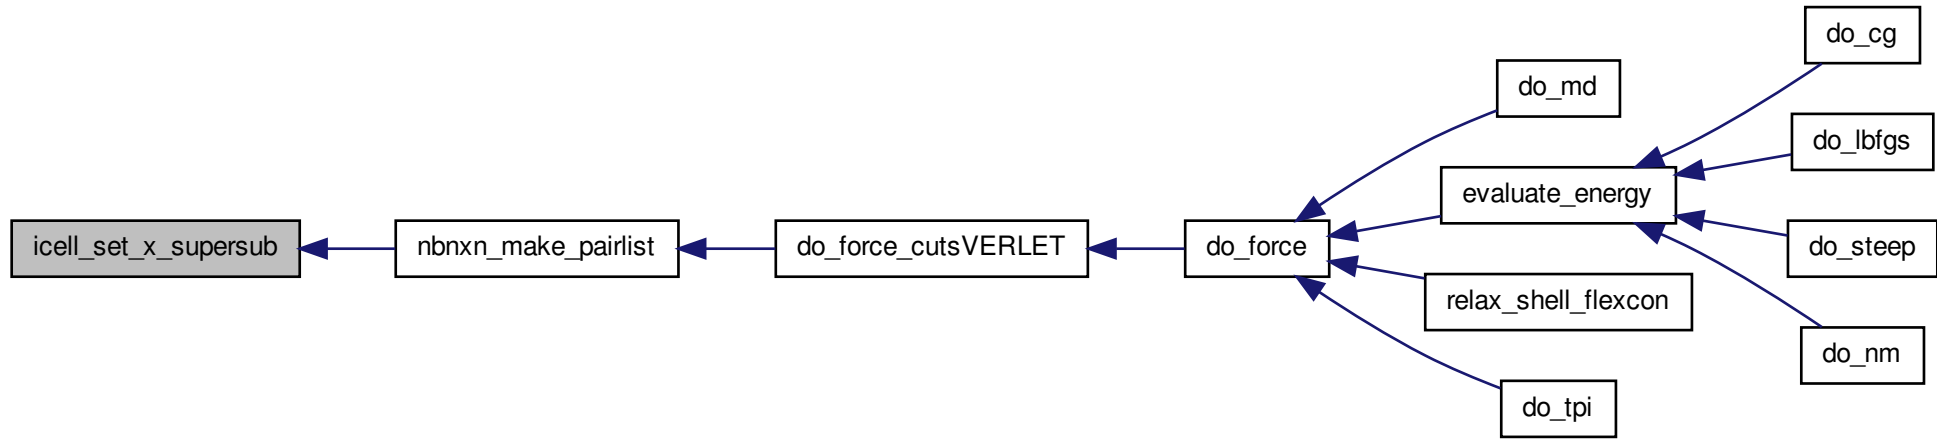 icell_set_x_supersub
nbnxn_make_pairlist
do_force_cutsVERLET
do_force
do_md
evaluate_energy
relax_shell_flexcon
do_tpi
do_cg
do_lbfgs
do_steep
do_nm